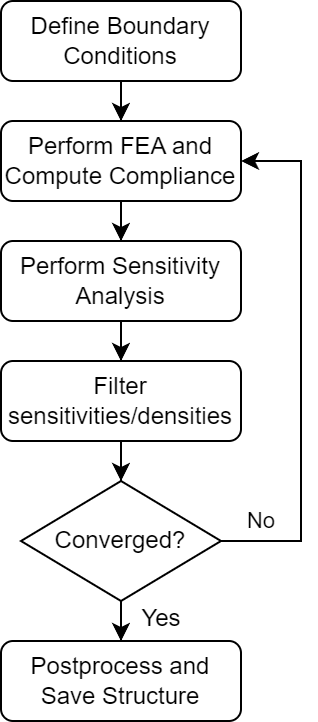 Define Boundary
Conditions
Perform FEA and
Compute Compliance
Perform Sensitivity
Analysis
Filter
sensitivities/densities
Converged?
No
Yes
Postprocess and
Save Structure